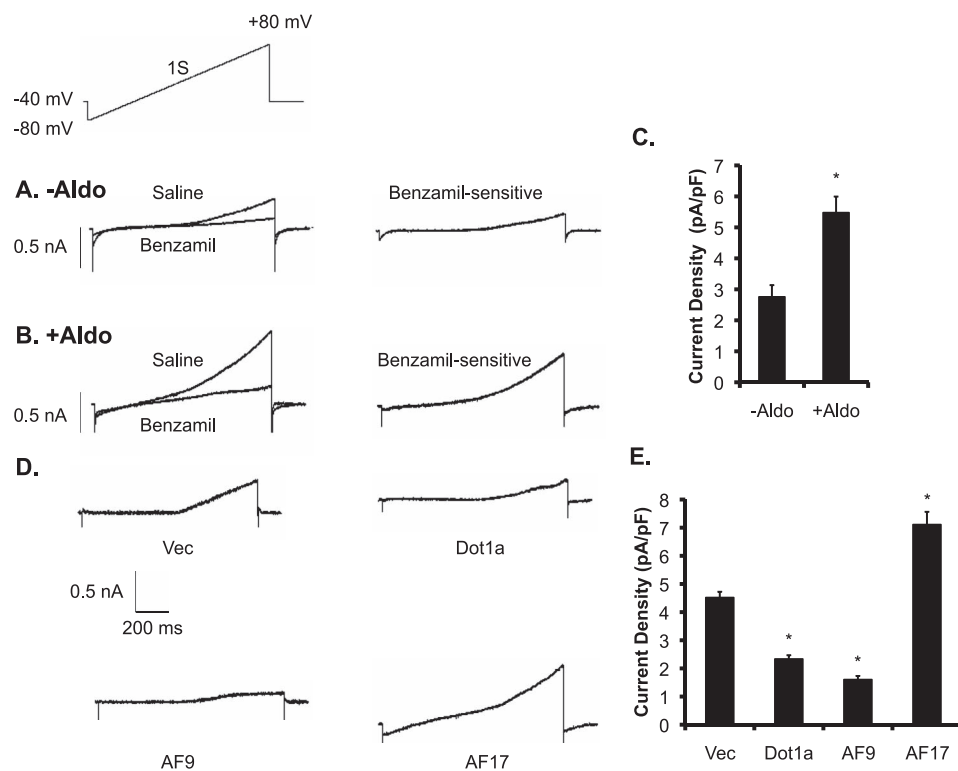 +80 mV
1S
-40 mV
-80 mV
A. -Aldo
Saline
Benzamil
0.5 nA
Benzamil-sensitive
B. +Aldo
Saline
Benzamil
0.5 nA
Benzamil-sensitive
C.
Current Density (pA/pF)
7
6
5
4
3
2
1
0
*
-Aldo
+Aldo
D.
Vec
Dot1a
0.5 nA
200 ms
AF9
AF17
E.
Current Density (pA/pF)
8
7
6
5
4
3
2
1
0
*
*
*
Vec
Dot1a
AF9
AF17